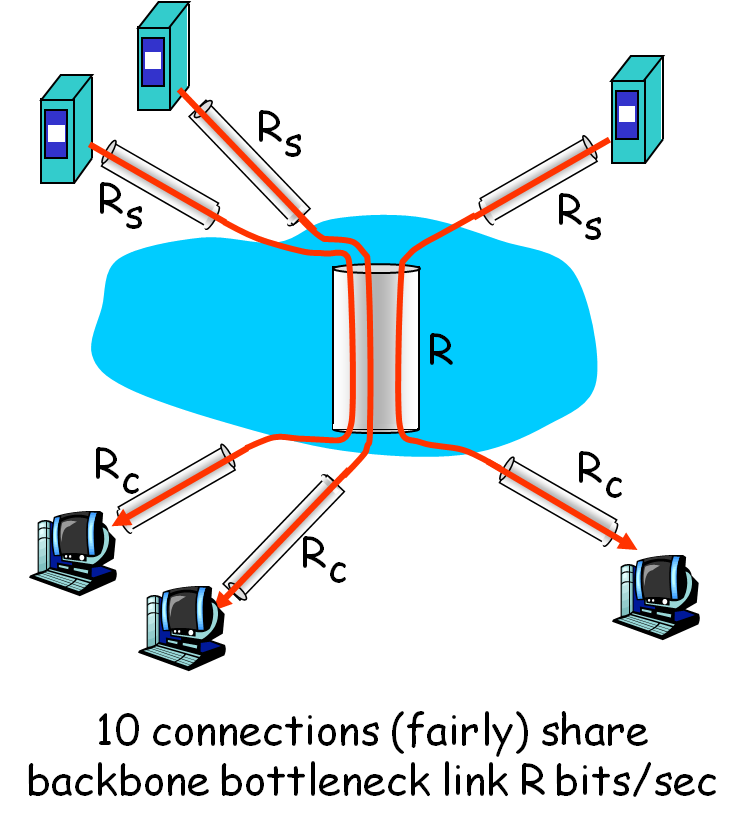 Rs
Rs
Rs
R
Rc
Rc
Rc
10 connections (fairly) share
backbone bottleneck link R bits/sec